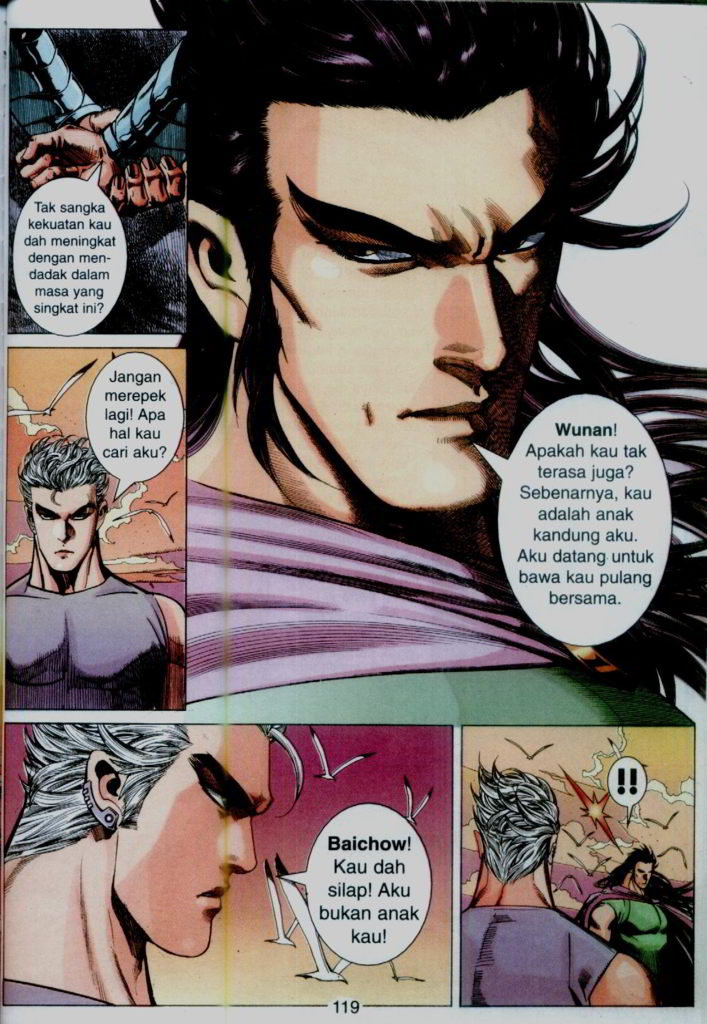 Tak sangka
kekuatan kau
dah meningkat
dengan men-
dadak dalam
masa yang
singkat ini?
Jangan
merepek
lagi! Apa
hal kau
cari aku?
Wunan!
Apakah kau tak
terasa juga?
Sebenarnya, kau
adalah anak
kandung aku.
Aku datang untuk
bawa kau pulang
bersama.
Baichow!
Kau dah
silap! Aku
bukan anak
kau!
!!
119